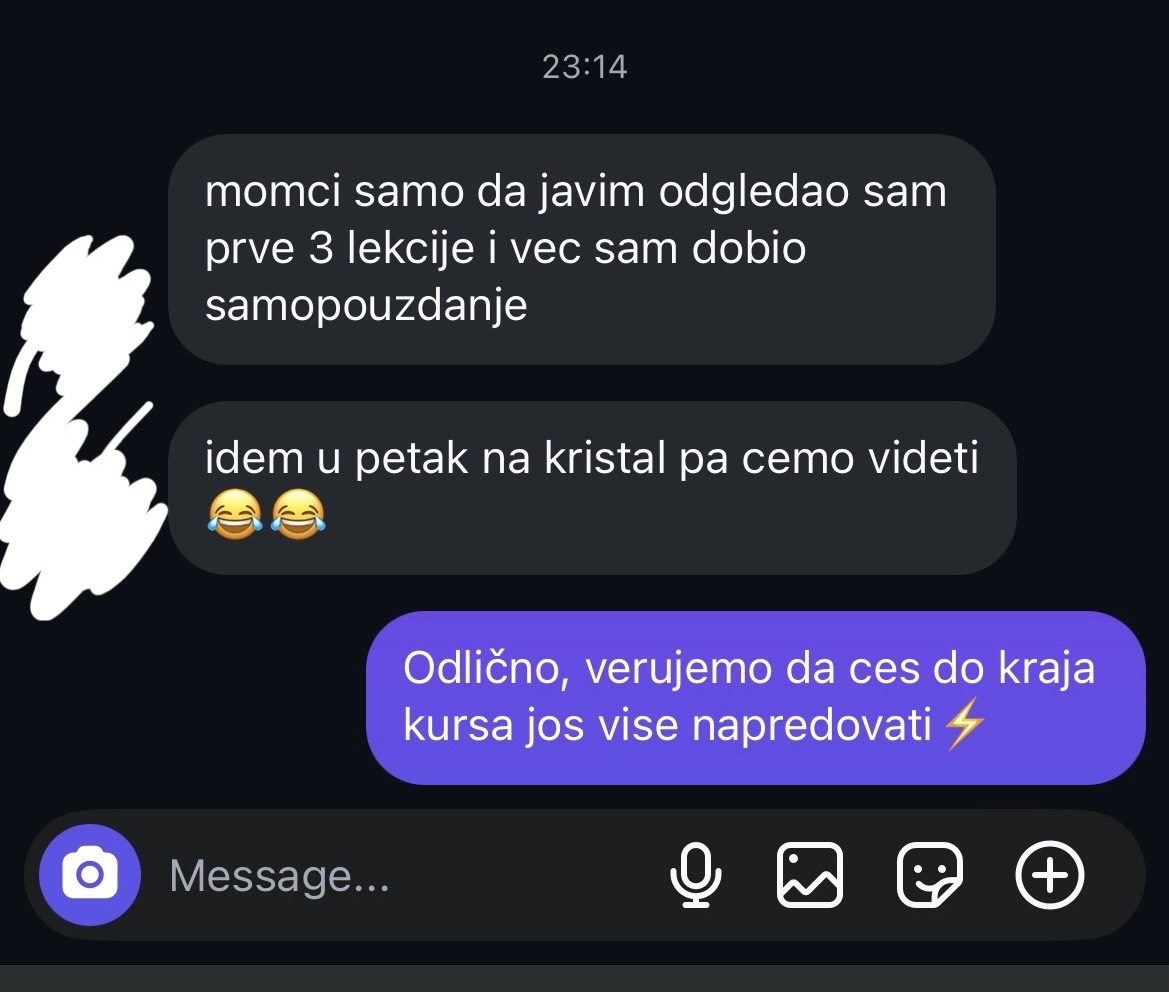 23:14
momci samo da javim odgledao sam
prve 3 lekcije i vec sam dobio
samopouzdanje
idem u petak na kristal pa cemo videti
😂😂
Odlično, verujemo da ces do kraja
kursa jos vise napredovati⚡
Message...